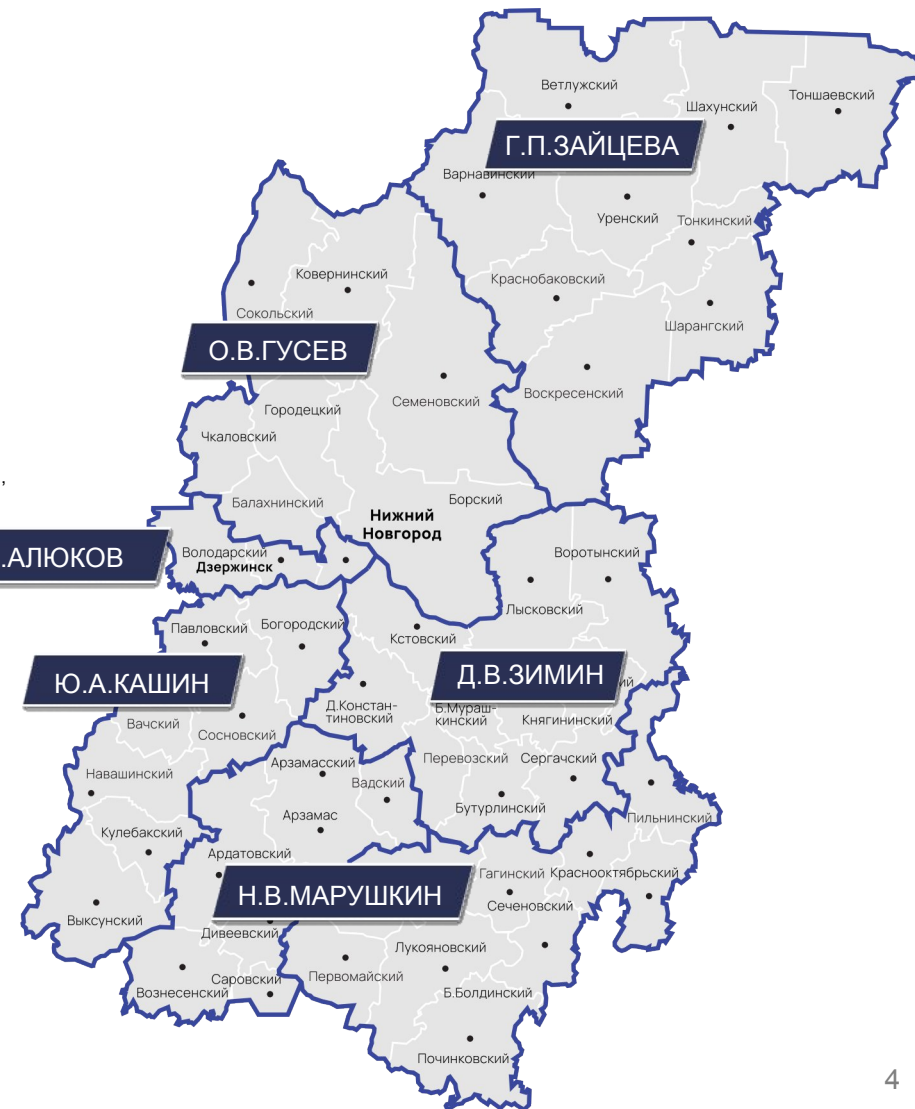 Ветлужский
Шахунский
Тоншаевский
Г.П.ЗАЙЦЕВА
Варнавинский
Уренский
Тонкинский
Ковернинский
Краснобаковский
Сокольский
Шарангский
О.В.ГУСЕВ
Семеновский
Воскресенский
Городецкий
Чкаловский
,
Балахнинский
Борский
Нижний
Новгород
Володарский
Воротынский
.АЛЮКОВ
Дзержинск
Лысковский
Павловский
Богородский
Кстовский
Ю.А.КАШИН
Д.В.ЗИМИН
ий
Д.Констан-
тиновский
Б.Мураш-
кинский
Княгининский
Вачский
Сосновский
Арзамасский
Перевозский
Сергачский
Навашинский
Вадский
Бутурлинский
Пильнинский
Арзамас
Кулебакский
Ардатовский
Гагинский
Краснооктябрьский
Н.В.МАРУШКИН
Сеченовский
Выксунский
Дивеевский
Лукояновский
Первомайский
Саровский
Вознесенский
Б.Болдинский
Починковский
4